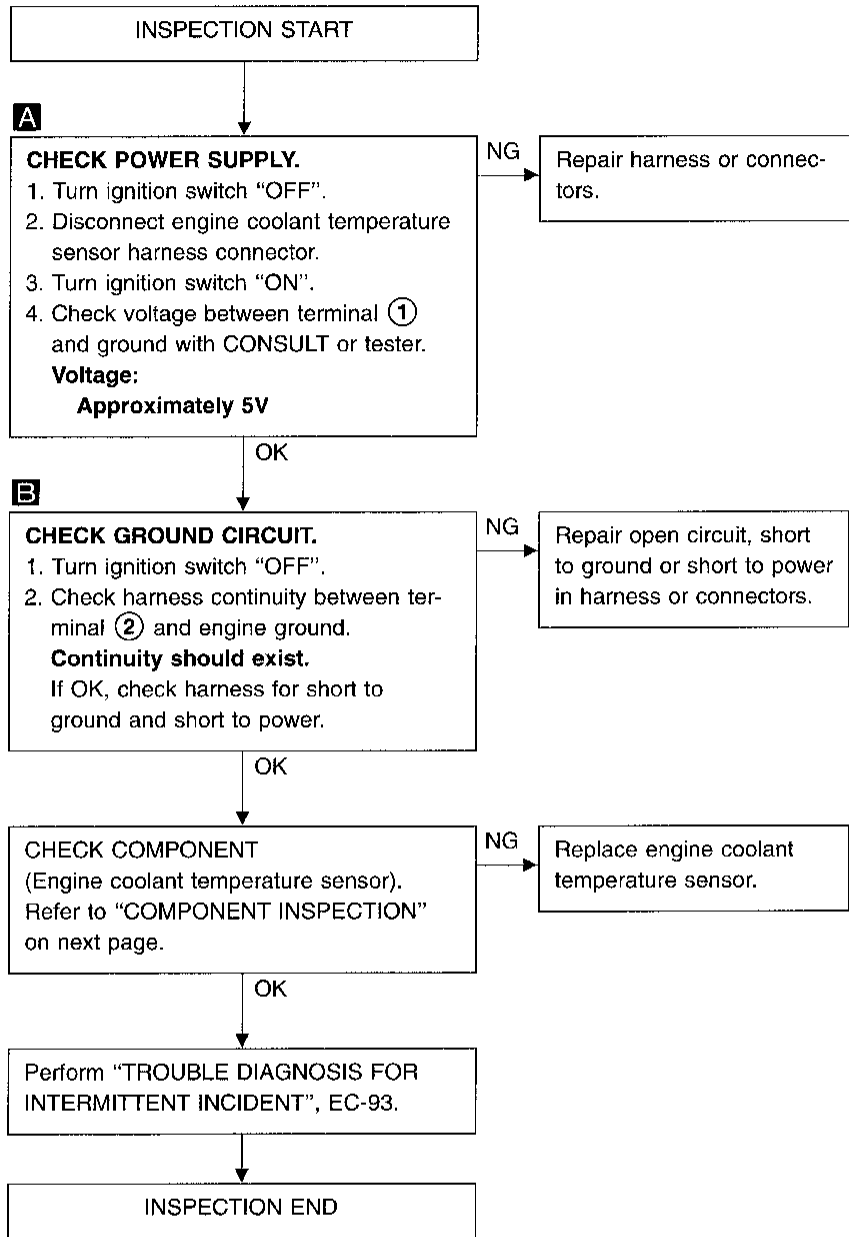 INSPECTION START
A
CHECK POWER SUPPLY.
1. Turn ignition switch “OFF”.
2. Disconnect engine coolant temperature
sensor harness connector.
3. Turn ignition switch “ON”.
4. Check voltage between terminal ①
and ground with CONSULT or tester.
Voltage:
Approximately 5V
NG
Repair harness or connec-
tors.
OK
B
CHECK GROUND CIRCUIT.
1. Turn ignition switch “OFF”.
2. Check harness continuity between ter-
minal ② and engine ground.
Continuity should exist.
If OK, check harness for short to
ground and short to power.
NG
Repair open circuit, short
to ground or short to power
in harness or connectors.
OK
CHECK COMPONENT
(Engine coolant temperature sensor).
Refer to “COMPONENT INSPECTION”
on next page.
NG
Replace engine coolant
temperature sensor.
OK
Perform “TROUBLE DIAGNOSIS FOR
INTERMITTENT INCIDENT”, EC-93.
INSPECTION END